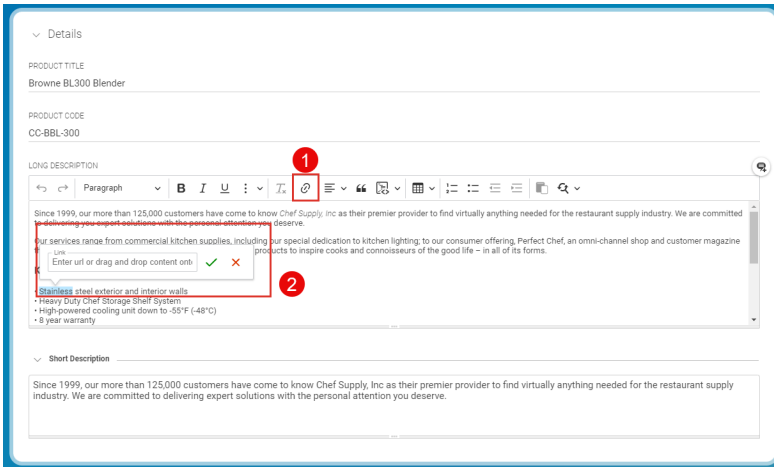 Details
PRODUCT TITLE
Browne BL300 Blender
PRODUCT CODE
CC-BBL-300
LONG DESCRIPTION
1
Paragraph B I U
Since 1999, our more than 125,000 customers have come to know Chef Supply, Inc as their premier provider to find virtually anything needed for the restaurant supply industry. We are committed
to delivering you expert solutions with the personal attention you deserve.
Our services range from commercial kitchen supplies, including our special dedication to kitchen lighting; to our consumer offering, Perfect Chef, an omni-channel shop and customer magazine
products to inspire cooks and connoisseurs of the good life – in all of its forms.
Link
Enter url or drag and drop content onto
2
• Stainless steel exterior and interior walls
• Heavy Duty Chef Storage Shelf System
• High-powered cooling unit down to -55°F (-48°C)
• 8 year warranty
Short Description
Since 1999, our more than 125,000 customers have come to know Chef Supply, Inc as their premier provider to find virtually anything needed for the restaurant supply
industry. We are committed to delivering expert solutions with the personal attention you deserve.